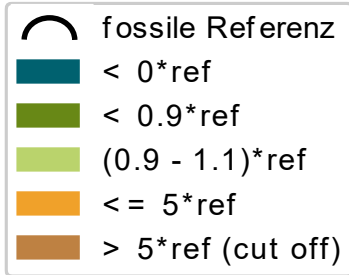 fossile Referenz
< 0*ref
< 0.9*ref
(0.9 - 1.1)*ref
<= 5*ref
> 5*ref (cut off)